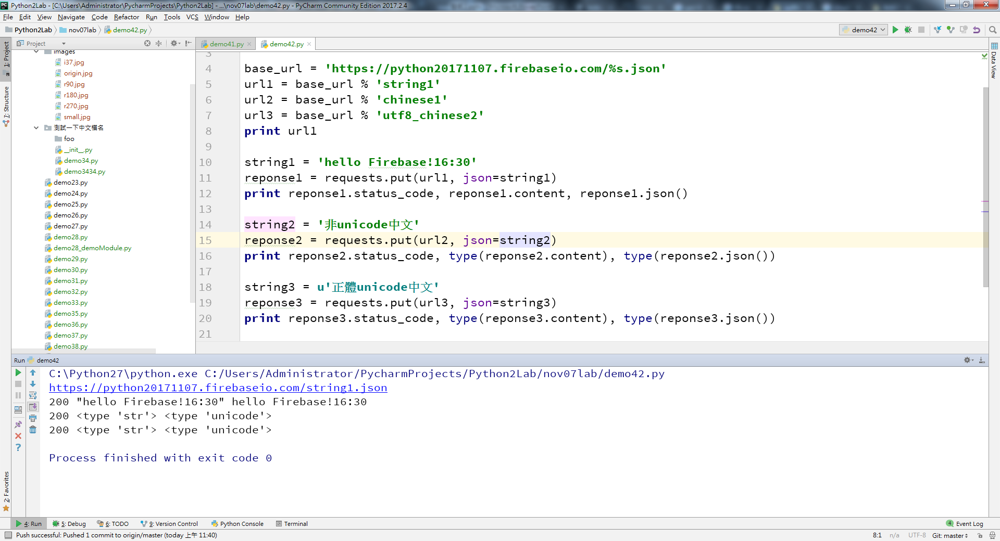 Python2Lab - [C:\Users\Administrator\PycharmProjects\Python2Lab] - ...\nov07lab\demo42.py - PyCharm Community Edition 2017.2.4
File Edit View Navigate Code Refactor Run Tools VCS Window Help
Python2Lab nov07lab demo42.py demo42
1: Project
7: Structure
2: Favorites
Data View
Project
images
i37.jpg
origin.jpg
r90.jpg
r180.jpg
r270.jpg
small.jpg
測試一下中文檔名
foo
__init__.py
demo34.py
demo3434.py
demo23.py
demo24.py
demo25.py
demo26.py
demo27.py
demo28.py
demo28_demoModule.py
demo29.py
demo30.py
demo31.py
demo32.py
demo33.py
demo35.py
demo36.py
demo37.py
demo38.py
demo41.py demo42.py
3
4 base_url = 'https://python20171107.firebaseio.com/%s.json'
5 url1 = base_url % 'string1'
6 url2 = base_url % 'chinese1'
7 url3 = base_url % 'utf8_chinese2'
8 print url1
9
10 string1 = 'hello Firebase!16:30'
11 reponse1 = requests.put(url1, json=string1)
12 print reponse1.status_code, reponse1.content, reponse1.json()
13
14 string2 = '非unicode中文'
15 reponse2 = requests.put(url2, json=string2)
16 print reponse2.status_code, type(reponse2.content), type(reponse2.json())
17
18 string3 = u'正體unicode中文'
19 reponse3 = requests.put(url3, json=string3)
20 print reponse3.status_code, type(reponse3.content), type(reponse3.json())
21
Run demo42
C:\Python27\python.exe C:/Users/Administrator/PycharmProjects/Python2Lab/nov07lab/demo42.py
https://python20171107.firebaseio.com/string1.json
200 "hello Firebase!16:30" hello Firebase!16:30
200 <type 'str'> <type 'unicode'>
200 <type 'str'> <type 'unicode'>
Process finished with exit code 0
4: Run 5: Debug 6: TODO 9: Version Control Python Console Terminal 4 Event Log
Push successful: Pushed 1 commit to origin/master (today 上午 11:40) 8:1 n/a UTF-8 Git: master